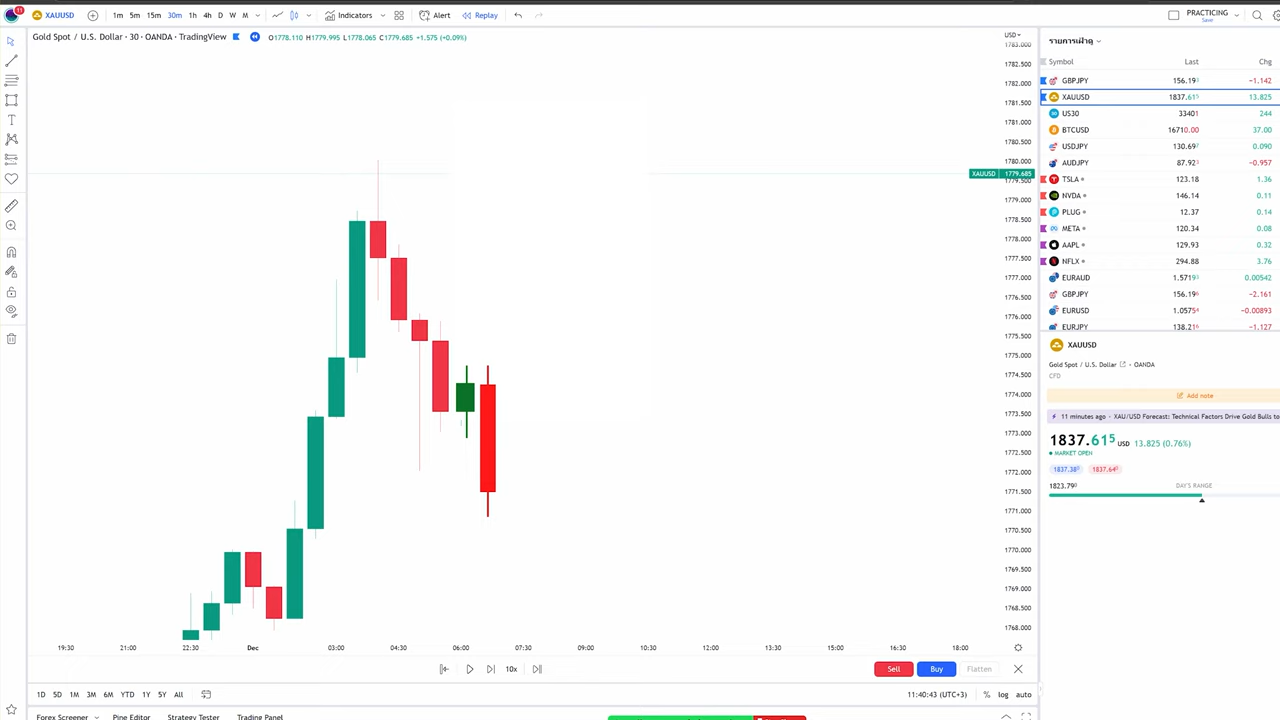 11 XAUUSD 1m 5m 15m 30m 1h 4h D W M Indicators Alert Replay PRACTICING
Save
Gold Spot / U.S. Dollar · 30 · OANDA · TradingView O1778.110 H1779.995 L1778.065 C1779.685 +1.575 (+0.09%)
USD
1783.000
1782.500
1782.000
1781.500
1781.000
1780.500
1780.000
XAUUSD 1779.685
1779.500
1779.000
1778.500
1778.000
1777.500
1777.000
1776.500
1776.000
1775.500
1775.000
1774.500
1774.000
1773.500
1773.000
1772.500
1772.000
1771.500
1771.000
1770.500
1770.000
1769.500
1769.000
1768.500
1768.000
19:30 21:00 22:30 Dec 03:00 04:30 06:00 07:30 09:00 10:30 12:00 13:30 15:00 16:30 18:00
10x Sell Buy Flatten
1D 5D 1M 3M 6M YTD 1Y 5Y All 11:40:43 (UTC+3) % log auto
Forex Screener Pine Editor Strategy Tester Trading Panel
รายการเฝ้าดู
Symbol Last Chg
GBPJPY 156.19 −1.142
XAUUSD 1837.615 13.825
US30 33401 244
BTCUSD 16710.00 37.00
USDJPY 130.69 0.090
AUDJPY 87.92 −0.957
TSLA 123.18 1.36
NVDA 146.14 0.11
PLUG 12.37 0.14
META 120.34 0.08
AAPL 129.93 0.32
NFLX 294.88 3.76
EURAUD 1.5719 0.00542
GBPJPY 156.19 −2.161
EURUSD 1.0575 −0.00893
EURJPY 138.21 −1.127
XAUUSD
Gold Spot / U.S. Dollar · OANDA
CFD
Add note
11 minutes ago · XAU/USD Forecast: Technical Factors Drive Gold Bulls to
1837.615 USD 13.825 (0.76%)
MARKET OPEN
1837.380 1837.640
1823.790 DAY'S RANGE